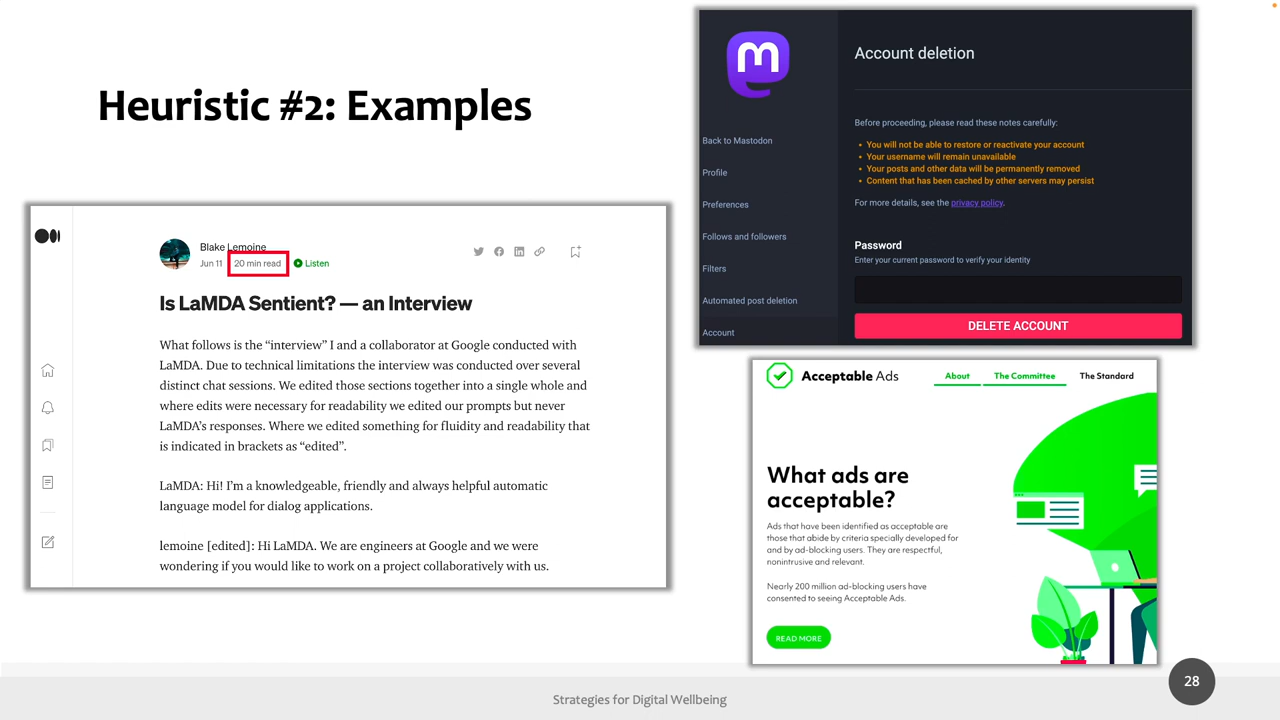 Heuristic #2: Examples
Blake Lemoine
Jun 11 20 min read Listen
Is LaMDA Sentient? — an Interview
What follows is the “interview” I and a collaborator at Google conducted with
LaMDA. Due to technical limitations the interview was conducted over several
distinct chat sessions. We edited those sections together into a single whole and
where edits were necessary for readability we edited our prompts but never
LaMDA’s responses. Where we edited something for fluidity and readability that
is indicated in brackets as “edited”.
LaMDA: Hi! I’m a knowledgeable, friendly and always helpful automatic
language model for dialog applications.
lemoine [edited]: Hi LaMDA. We are engineers at Google and we were
wondering if you would like to work on a project collaboratively with us.
m
Back to Mastodon
Profile
Preferences
Follows and followers
Filters
Automated post deletion
Account
Account deletion
Before proceeding, please read these notes carefully:
• You will not be able to restore or reactivate your account
• Your username will remain unavailable
• Your posts and other data will be permanently removed
• Content that has been cached by other servers may persist
For more details, see the privacy policy.
Password
Enter your current password to verify your identity
DELETE ACCOUNT
Acceptable Ads
About The Committee The Standard
What ads are
acceptable?
Ads that have been identified as acceptable are
those that abide by criteria specially developed for
and by ad-blocking users. They are respectful,
nonintrusive and relevant.
Nearly 200 million ad-blocking users have
consented to seeing Acceptable Ads.
READ MORE
Strategies for Digital Wellbeing
28